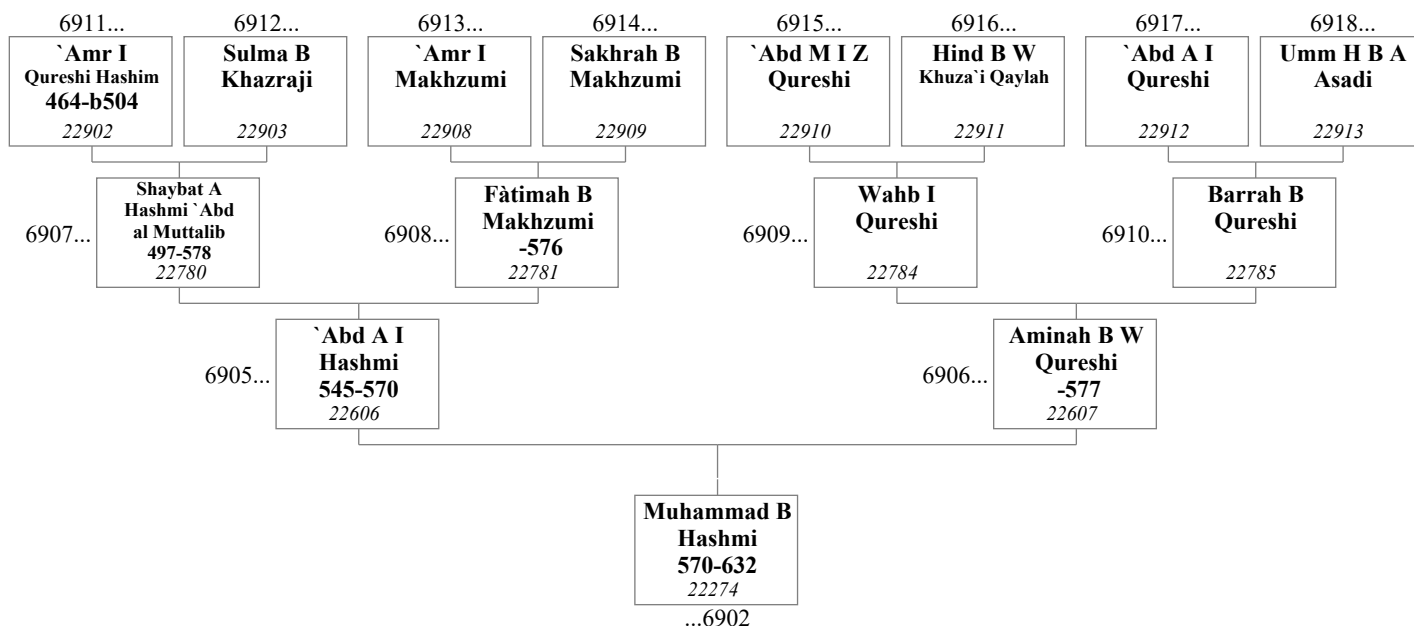 6911... 6912... 6913... 6914... 6915... 6916... 6917... 6918...
`Amr I
Qureshi Hashim
464-b504
22902
Sulma B
Khazraji
22903
`Amr I
Makhzumi
22908
Sakhrah B
Makhzumi
22909
`Abd M I Z
Qureshi
22910
Hind B W
Khuza`i Qaylah
22911
`Abd A I
Qureshi
22912
Umm H B A
Asadi
22913
6907...
Shaybat A
Hashmi `Abd
al Muttalib
497-578
22780
6908...
Fàtimah B
Makhzumi
-576
22781
6909...
Wahb I
Qureshi
22784
6910...
Barrah B
Qureshi
22785
6905...
`Abd A I
Hashmi
545-570
22606
6906...
Aminah B W
Qureshi
-577
22607
Muhammad B
Hashmi
570-632
22274
...6902